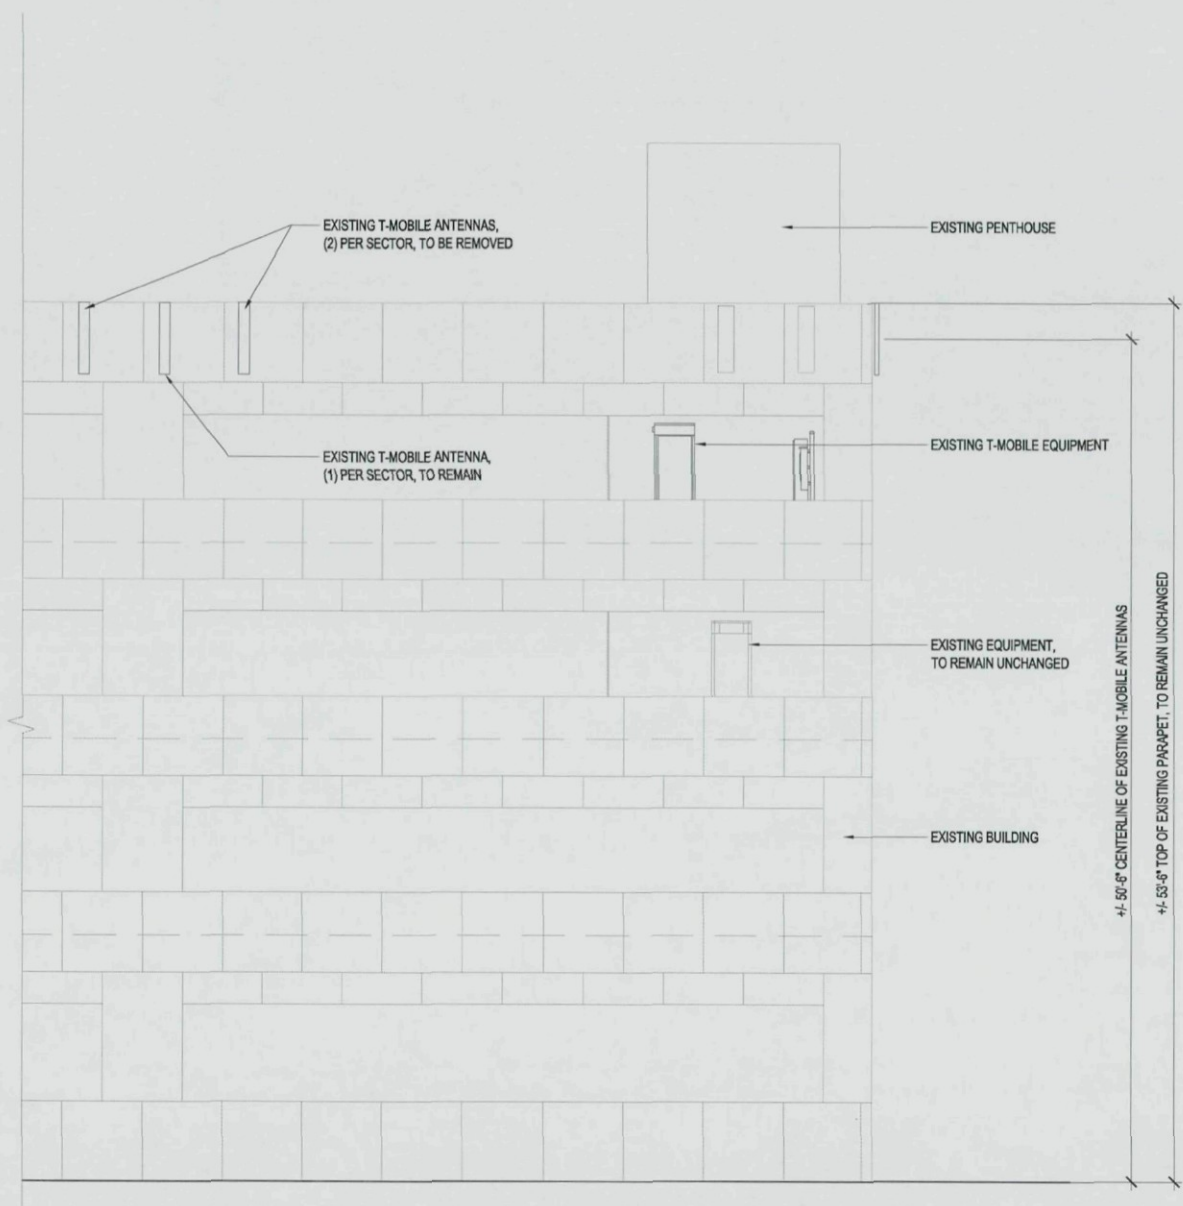 EXISTING T-MOBILE ANTENNAS,
(2) PER SECTOR, TO BE REMOVED
EXISTING PENTHOUSE
EXISTING T-MOBILE ANTENNA,
(1) PER SECTOR, TO REMAIN
EXISTING T-MOBILE EQUIPMENT
EXISTING EQUIPMENT,
TO REMAIN UNCHANGED
EXISTING BUILDING
+/- 50'-6" CENTERLINE OF EXISTING T-MOBILE ANTENNAS
+/- 53'-6" TOP OF EXISTING PARAPET, TO REMAIN UNCHANGED